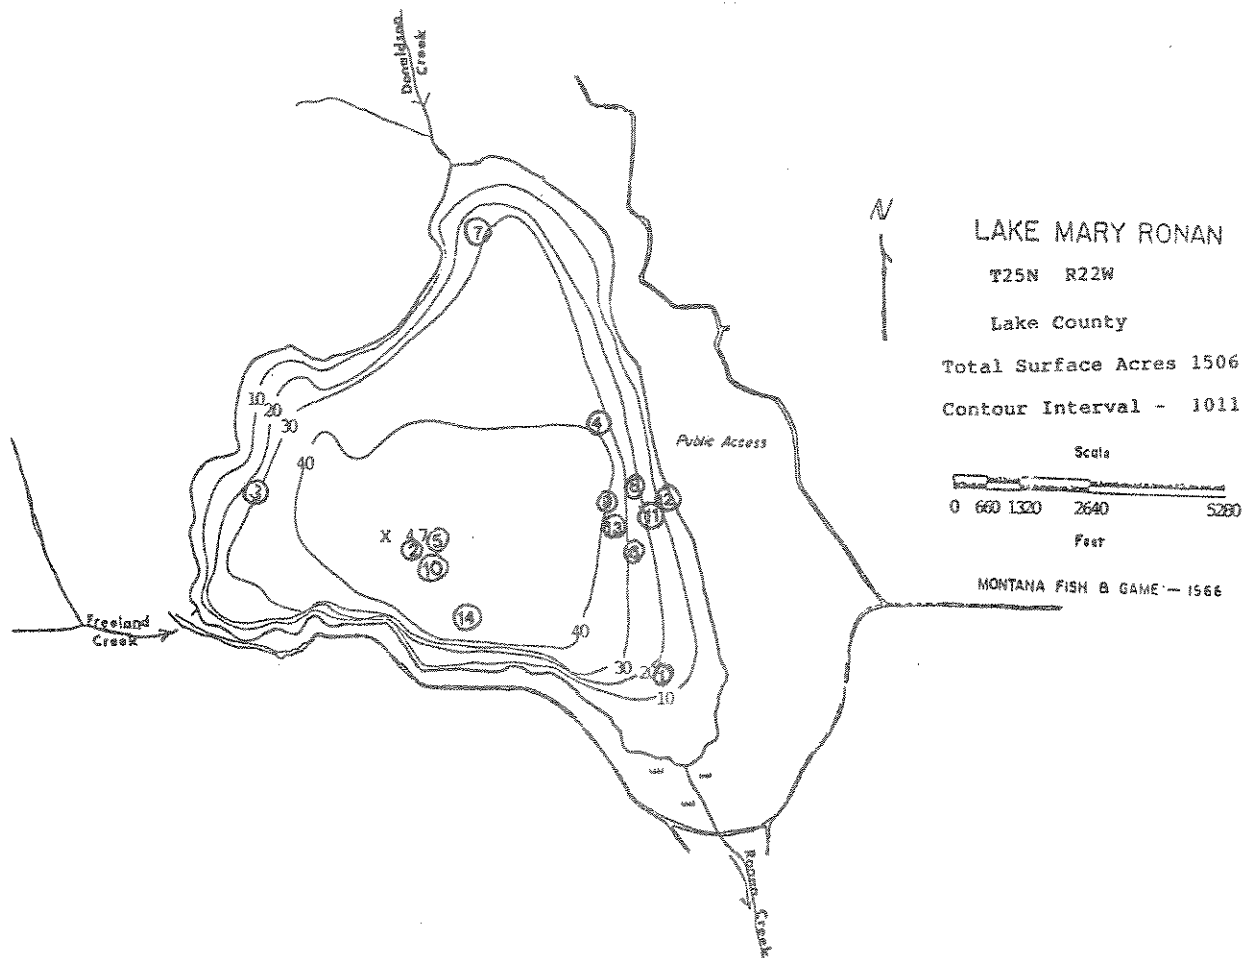 Donaldson
Creek
N
LAKE MARY RONAN
T25N R22W
Lake County
Total Surface Acres 1506
Contour Interval - 1011
Scale
0 660 1320 2640 5280
Feet
MONTANA FISH & GAME - 1566
7
10
20
30
4
Public Access
40
3
8
12
11
13
X 47
5
2
6
10
14
Freeland
Creek
40
30
20
1
10
Ronan Creek